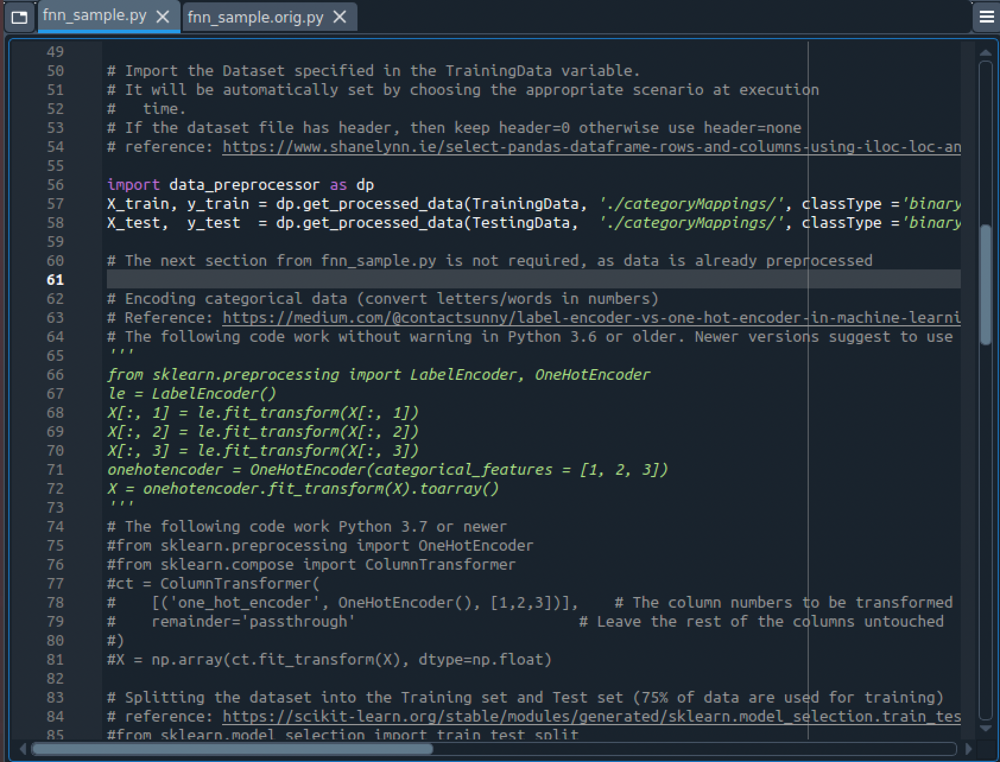 fnn_sample.py
fnn_sample.orig.py
49
50 # Import the Dataset specified in the TrainingData variable.
51 # It will be automatically set by choosing the appropriate scenario at execution
52 #   time.
53 # If the dataset file has header, then keep header=0 otherwise use header=none
54 # reference: https://www.shanelynn.ie/select-pandas-dataframe-rows-and-columns-using-iloc-loc-an
55
56 import data_preprocessor as dp
57 X_train, y_train = dp.get_processed_data(TrainingData, './categoryMappings/', classType ='binary
58 X_test,  y_test  = dp.get_processed_data(TestingData,  './categoryMappings/', classType ='binary
59
60 # The next section from fnn_sample.py is not required, as data is already preprocessed
61
62 # Encoding categorical data (convert letters/words in numbers)
63 # Reference: https://medium.com/@contactsunny/label-encoder-vs-one-hot-encoder-in-machine-learni
64 # The following code work without warning in Python 3.6 or older. Newer versions suggest to use
65 '''
66 from sklearn.preprocessing import LabelEncoder, OneHotEncoder
67 le = LabelEncoder()
68 X[:, 1] = le.fit_transform(X[:, 1])
69 X[:, 2] = le.fit_transform(X[:, 2])
70 X[:, 3] = le.fit_transform(X[:, 3])
71 onehotencoder = OneHotEncoder(categorical_features = [1, 2, 3])
72 X = onehotencoder.fit_transform(X).toarray()
73 '''
74 # The following code work Python 3.7 or newer
75 #from sklearn.preprocessing import OneHotEncoder
76 #from sklearn.compose import ColumnTransformer
77 #ct = ColumnTransformer(
78 #    [('one_hot_encoder', OneHotEncoder(), [1,2,3])],    # The column numbers to be transformed
79 #    remainder='passthrough'                         # Leave the rest of the columns untouched
80 #)
81 #X = np.array(ct.fit_transform(X), dtype=np.float)
82
83 # Splitting the dataset into the Training set and Test set (75% of data are used for training)
84 # reference: https://scikit-learn.org/stable/modules/generated/sklearn.model_selection.train_tes
85 #from sklearn.model_selection import train_test_split